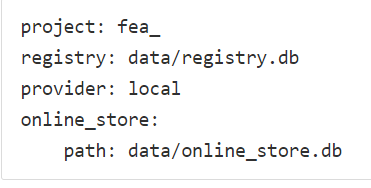 project: fea_
registry: data/registry.db
provider: local
online_store:
    path: data/online_store.db